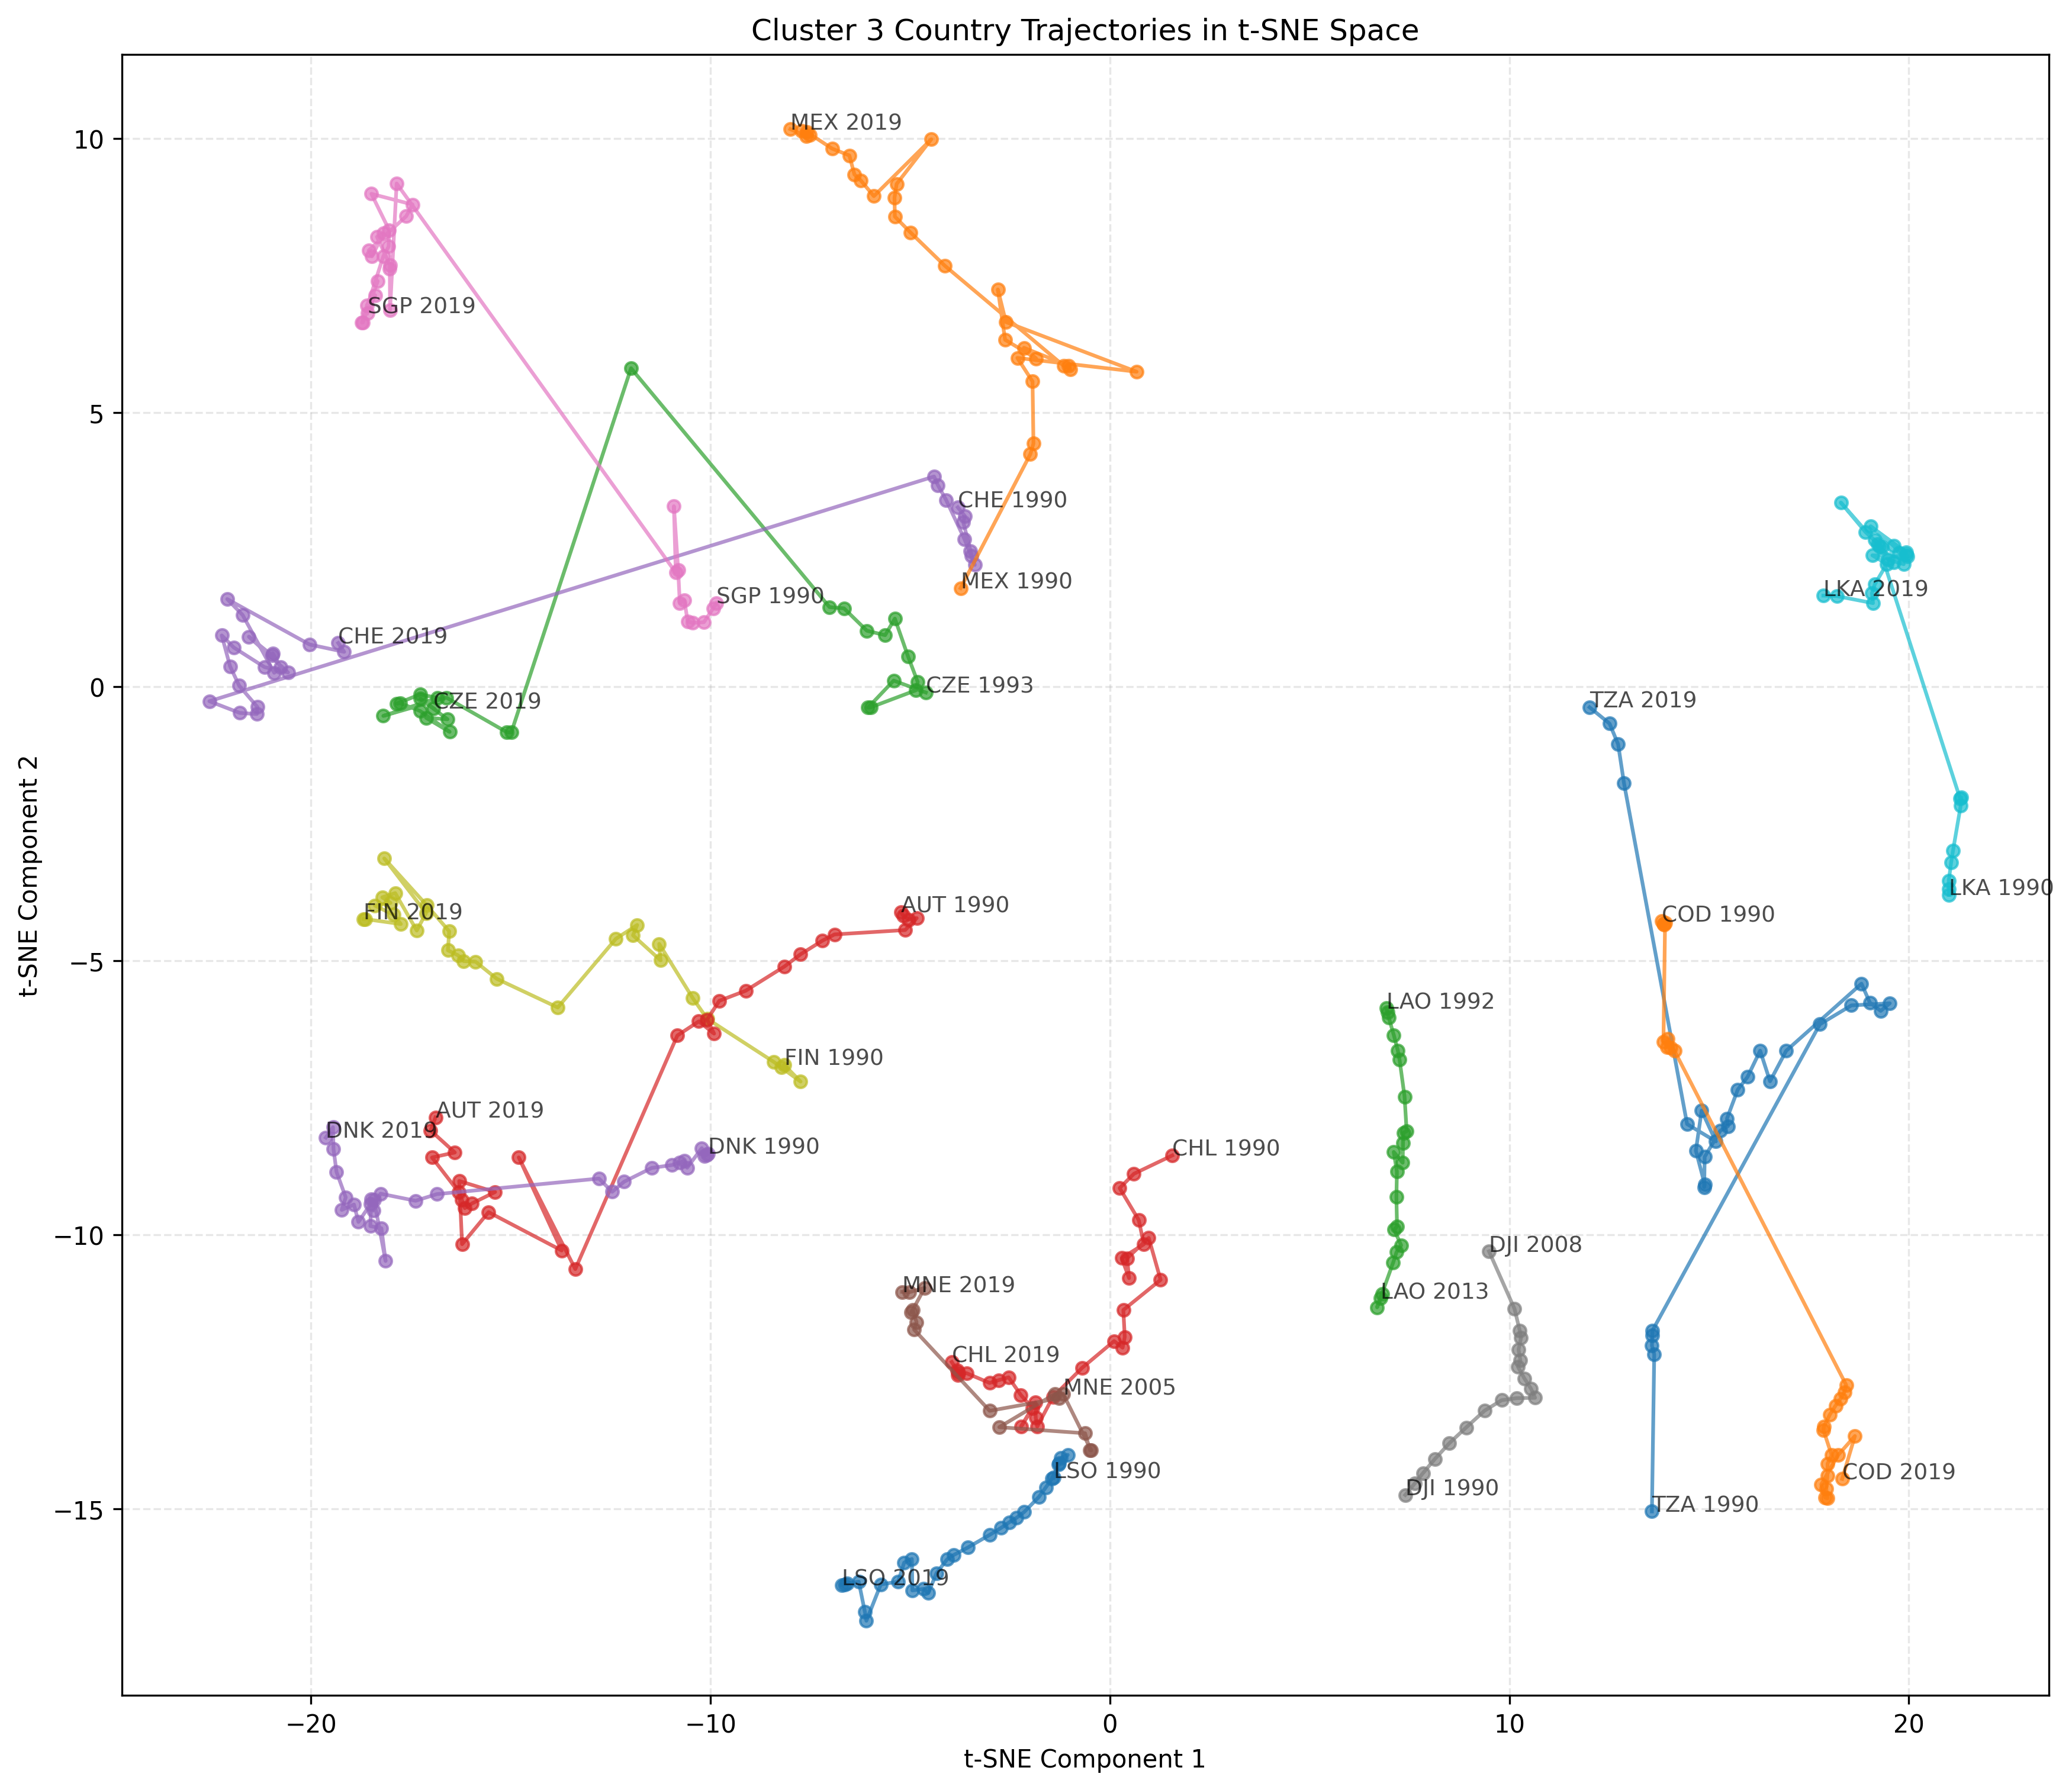 Cluster 3 Country Trajectories in t-SNE Space
MEX 2019
SGP 2019
CHE 1990
MEX 1990
SGP 1990
CHE 2019
CZE 1993
CZE 2019
LKA 2019
TZA 2019
LKA 1990
FIN 2019
AUT 1990
COD 1990
LAO 1992
FIN 1990
AUT 2019
DNK 2019
DNK 1990
CHL 1990
DJI 2008
MNE 2019
LAO 2013
CHL 2019
MNE 2005
LSO 1990
DJI 1990
COD 2019
TZA 1990
LSO 2019
10
5
0
−5
−10
−15
−20
−10
0
10
20
t-SNE Component 1
t-SNE Component 2